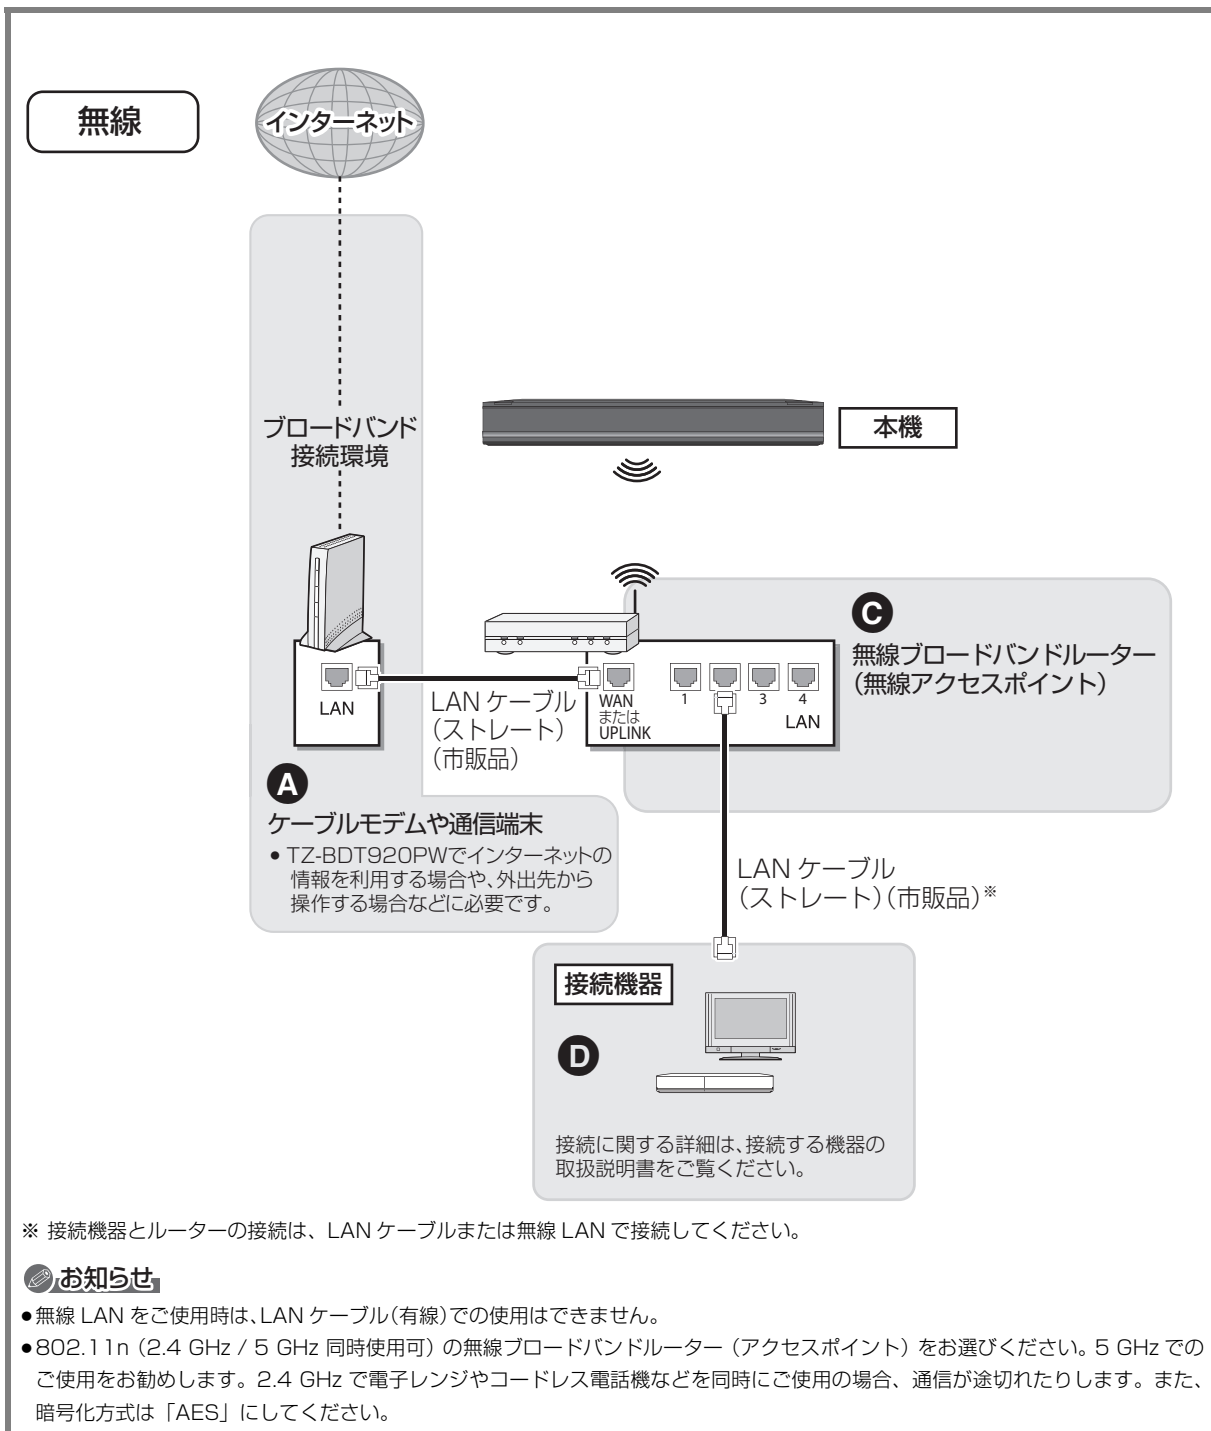 無線
インターネット
ブロードバンド
接続環境
本機
C
無線ブロードバンドルーター
(無線アクセスポイント)
LAN
LAN ケーブル
(ストレート)
(市販品)
WAN
または
UPLINK
1
3
4
LAN
A
ケーブルモデムや通信端末
● TZ-BDT920PWでインターネットの
情報を利用する場合や、外出先から
操作する場合などに必要です。
LAN ケーブル
(ストレート)(市販品)※
接続機器
D
接続に関する詳細は、接続する機器の
取扱説明書をご覧ください。
※ 接続機器とルーターの接続は、LAN ケーブルまたは無線 LAN で接続してください。
お知らせ
●無線 LAN をご使用時は、LAN ケーブル(有線)での使用はできません。
●802.11n (2.4 GHz / 5 GHz 同時使用可) の無線ブロードバンドルーター (アクセスポイント) をお選びください。5 GHz での
ご使用をお勧めします。2.4 GHz で電子レンジやコードレス電話機などを同時にご使用の場合、通信が途切れたりします。また、
暗号化方式は「AES」にしてください。